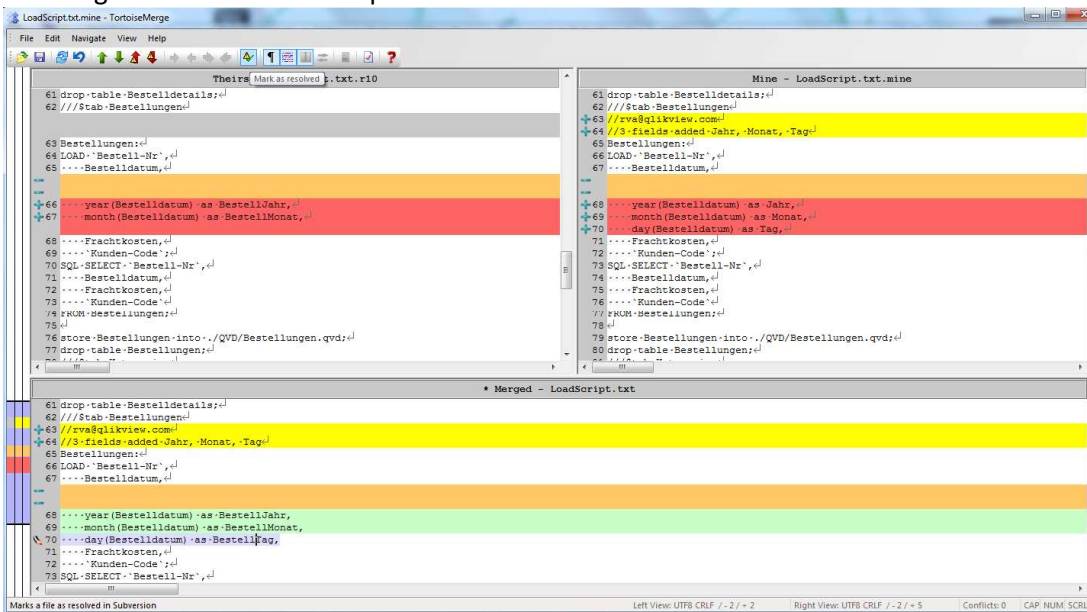 LoadScript.txt.mine - TortoiseMerge
File Edit Navigate View Help
Theirs
Mark as resolved
t.txt.r10
61 drop·table·Bestelldetails;
62 ///$tab·Bestellungen
63 Bestellungen:
64 LOAD·`Bestell-Nr`,
65 ····Bestelldatum,
66 ····year(Bestelldatum)·as·BestellJahr,
67 ····month(Bestelldatum)·as·BestellMonat,
68 ····Frachtkosten,
69 ····`Kunden-Code`;
70 SQL·SELECT·`Bestell-Nr`,
71 ····Bestelldatum,
72 ····Frachtkosten,
73 ····`Kunden-Code`
74 FROM·Bestellungen;
75
76 store·Bestellungen·into·./QVD/Bestellungen.qvd;
77 drop·table·Bestellungen;
Mine - LoadScript.txt.mine
61 drop·table·Bestelldetails;
62 ///$tab·Bestellungen
63 //rva@qlikview.com
64 //3·fields·added·Jahr,·Monat,·Tag
65 Bestellungen:
66 LOAD·`Bestell-Nr`,
67 ····Bestelldatum,
68 ····year(Bestelldatum)·as·Jahr,
69 ····month(Bestelldatum)·as·Monat,
70 ····day(Bestelldatum)·as·Tag,
71 ····Frachtkosten,
72 ····`Kunden-Code`;
73 SQL·SELECT·`Bestell-Nr`,
74 ····Bestelldatum,
75 ····Frachtkosten,
76 ····`Kunden-Code`
77 FROM·Bestellungen;
78
79 store·Bestellungen·into·./QVD/Bestellungen.qvd;
80 drop·table·Bestellungen;
* Merged - LoadScript.txt
61 drop·table·Bestelldetails;
62 ///$tab·Bestellungen
63 //rva@qlikview.com
64 //3·fields·added·Jahr,·Monat,·Tag
65 Bestellungen:
66 LOAD·`Bestell-Nr`,
67 ····Bestelldatum,
68 ····year(Bestelldatum)·as·BestellJahr,
69 ····month(Bestelldatum)·as·BestellMonat,
70 ····day(Bestelldatum)·as·BestellTag,
71 ····Frachtkosten,
72 ····`Kunden-Code`;
73 SQL·SELECT·`Bestell-Nr`,
Marks a file as resolved in Subversion
Left View: UTF8 CRLF / - 2 / + 2
Right View: UTF8 CRLF / - 2 / + 5
Conflicts: 0
CAP NUM SCRL